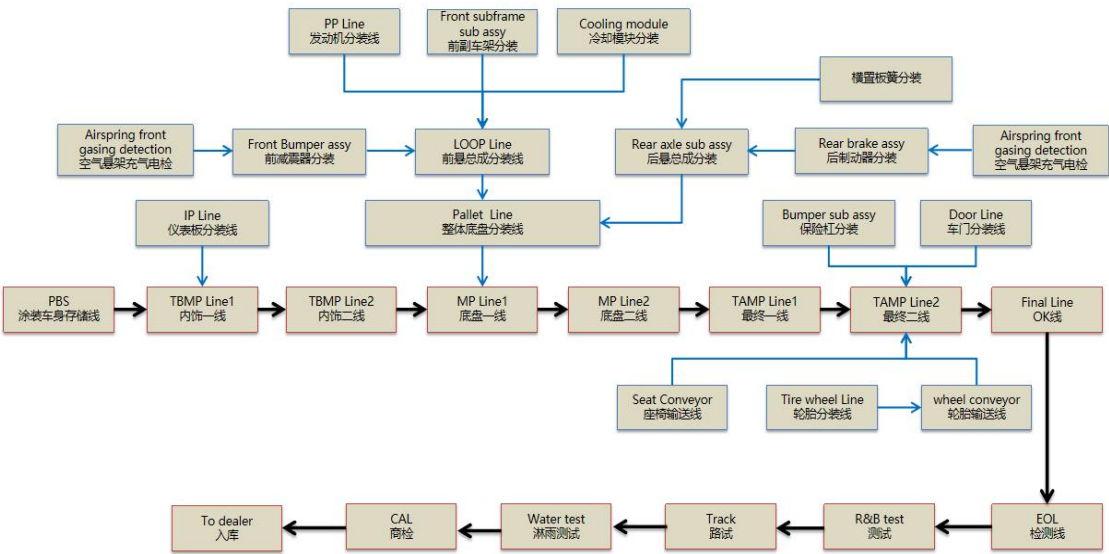 PP Line
发动机分装线
Front subframe
sub assy
前副车架分装
Cooling module
冷却模块分装
横置板簧分装
Airspring front
gasing detection
空气悬架充气电检
Front Bumper assy
前减震器分装
LOOP Line
前悬总成分装线
Rear axle sub assy
后悬总成分装
Rear brake assy
后制动器分装
Airspring front
gasing detection
空气悬架充气电检
IP Line
仪表板分装线
Pallet Line
整体底盘分装线
Bumper sub assy
保险杠分装
Door Line
车门分装线
PBS
涂装车身存储线
TBMP Line1
内饰一线
TBMP Line2
内饰二线
MP Line1
底盘一线
MP Line2
底盘二线
TAMP Line1
最终一线
TAMP Line2
最终二线
Final Line
OK线
Seat Conveyor
座椅输送线
Tire wheel Line
轮胎分装线
wheel conveyor
轮胎输送线
To dealer
入库
CAL
商检
Water test
淋雨测试
Track
路试
R&B test
测试
EOL
检测线